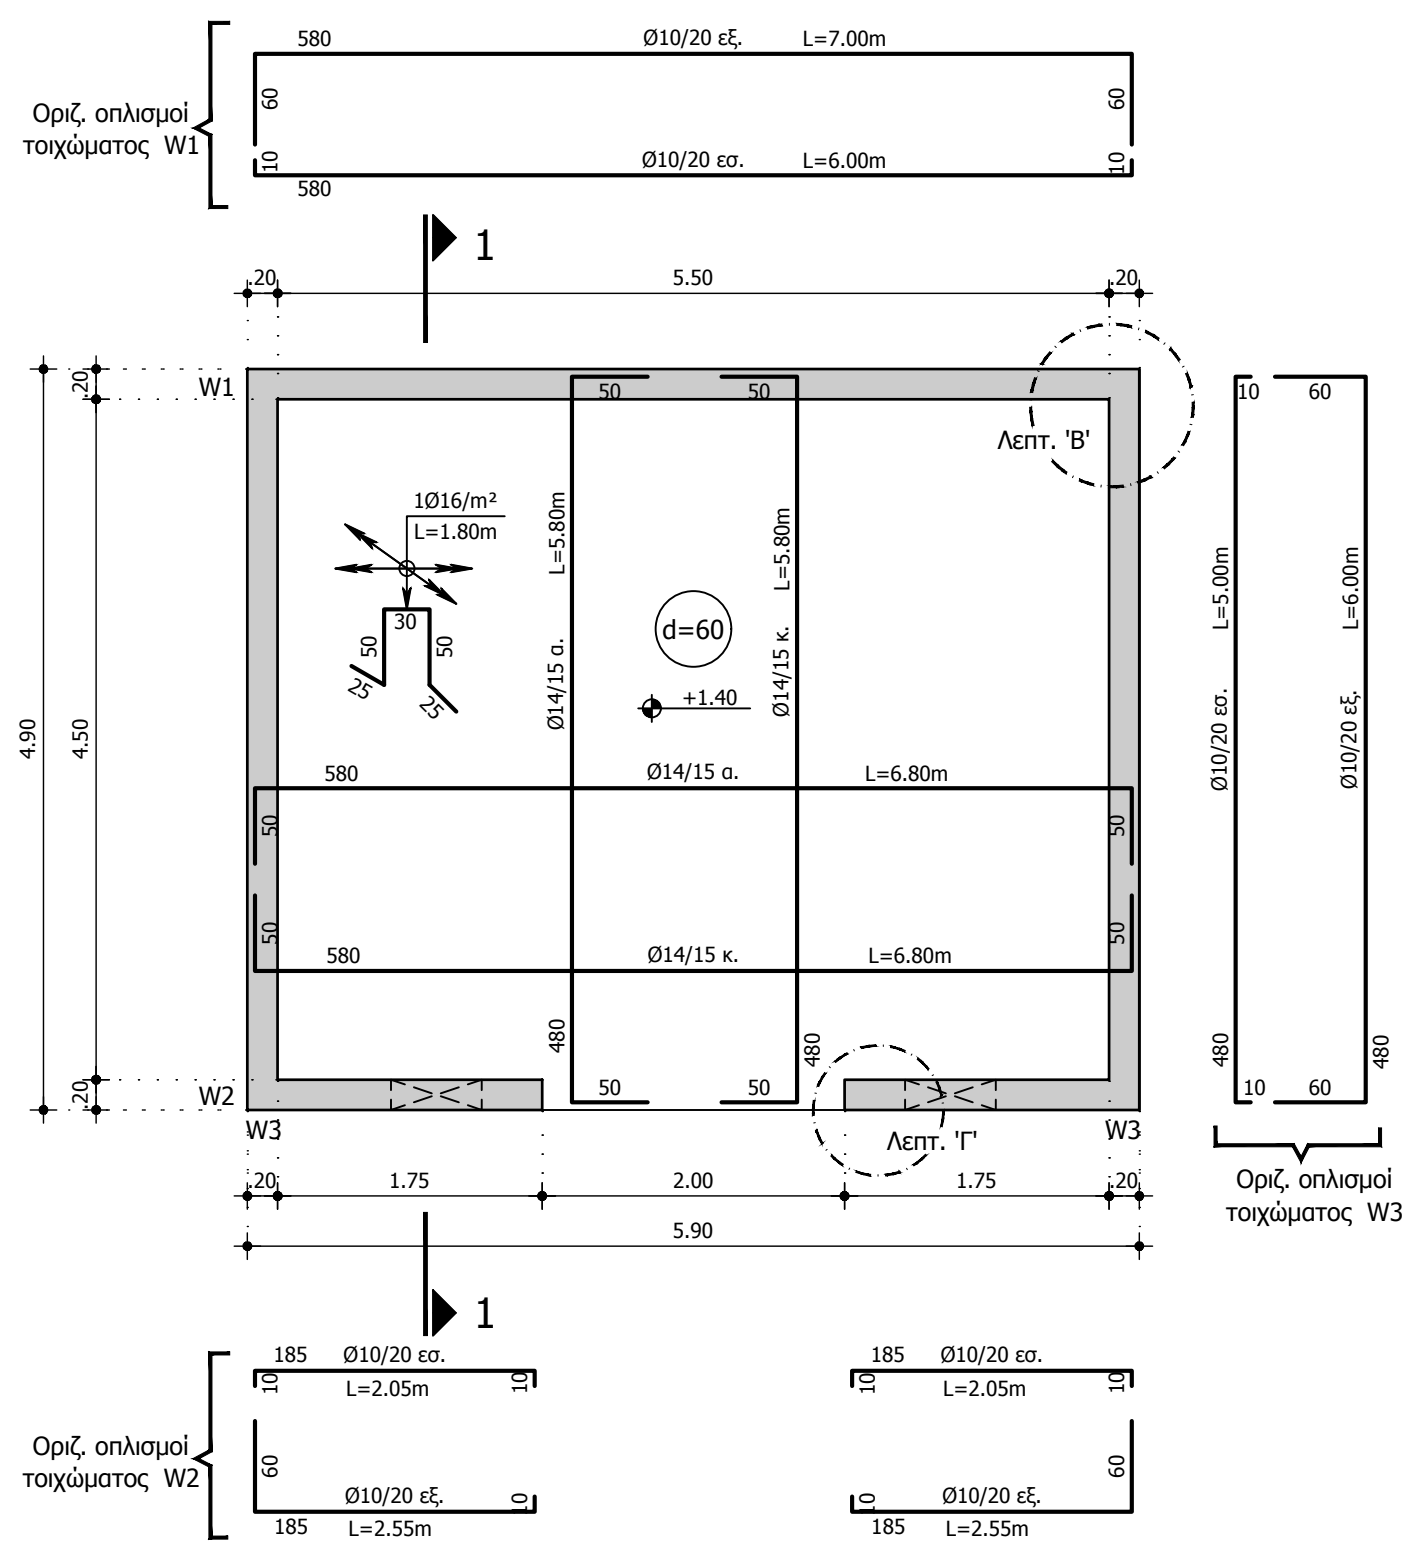 580 Ø10/20 εξ. L=7.00m
60 60
Οριζ. οπλισμοί
τοιχώματος W1
10 Ø10/20 εσ. L=6.00m 10
580
1
.20 5.50 .20
W1
.20
50 50
10 60
Λεπτ. 'Β'
1Ø16/m²
L=1.80m
30
50 50
25 25
L=5.80m
Ø14/15 α.
L=5.80m
Ø14/15 κ.
d=60
+1.40
L=5.00m
Ø10/20 εσ.
L=6.00m
Ø10/20 εξ.
4.90 4.50
580 Ø14/15 α. L=6.80m
50 50
50 50
580 Ø14/15 κ. L=6.80m
480 480
480 480
50 50
10 60
W2
.20
W3 W3
Λεπτ. 'Γ'
.20 1.75 2.00 1.75 .20
5.90
Οριζ. οπλισμοί
τοιχώματος W3
1
185 Ø10/20 εσ. 185 Ø10/20 εσ.
10 L=2.05m 10 10 L=2.05m 10
Οριζ. οπλισμοί
τοιχώματος W2
60 60
Ø10/20 εξ. 10 10 Ø10/20 εξ.
185 L=2.55m 185 L=2.55m